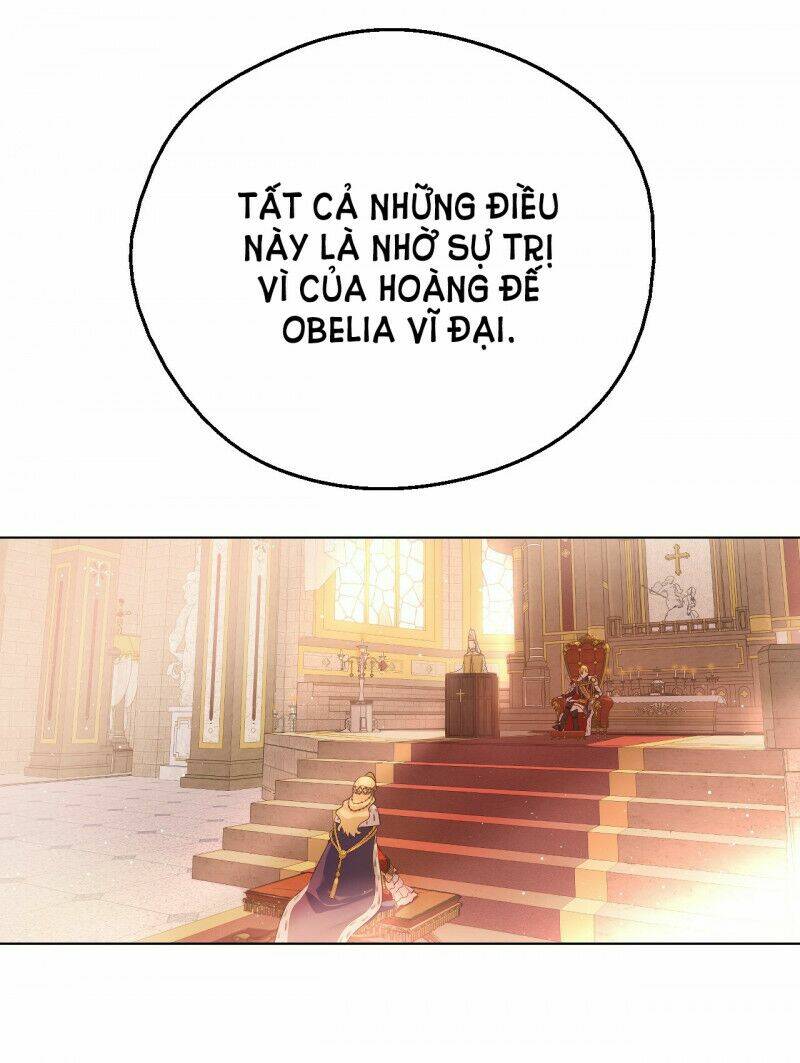 TẤT CẢ NHỮNG ĐIỀU
NÀY LÀ NHỜ SỰ TRỊ
VÌ CỦA HOÀNG ĐẾ
OBELIA VĨ ĐẠI.